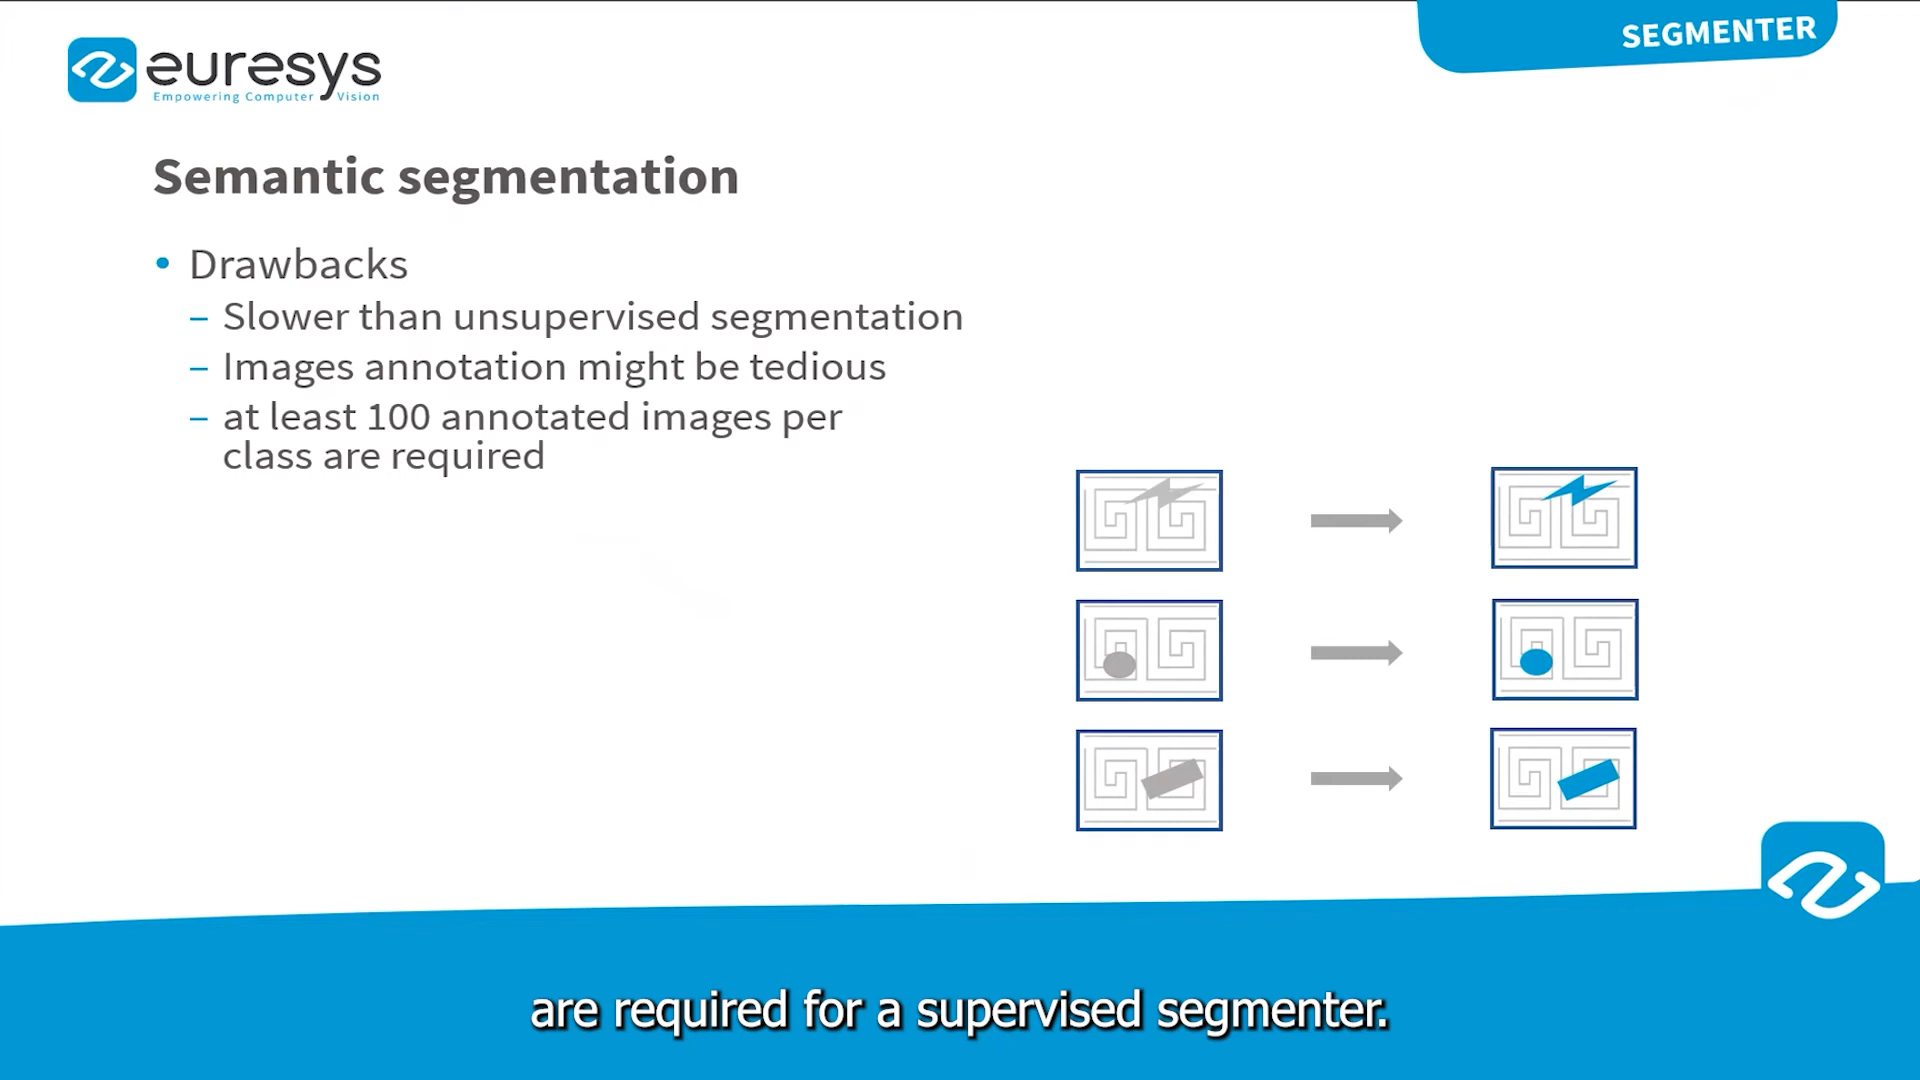 SEGMENTER
euresys
Empowering Computer Vision
Semantic segmentation
• Drawbacks
– Slower than unsupervised segmentation
– Images annotation might be tedious
– at least 100 annotated images per
class are required
are required for a supervised segmenter.